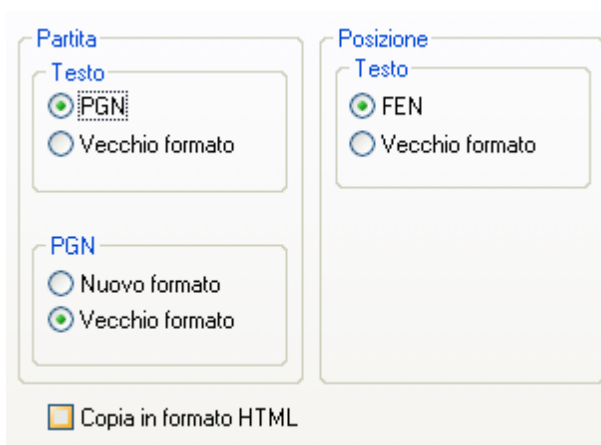 Partita
Testo
PGN
Vecchio formato
PGN
Nuovo formato
Vecchio formato
Posizione
Testo
FEN
Vecchio formato
Copia in formato HTML